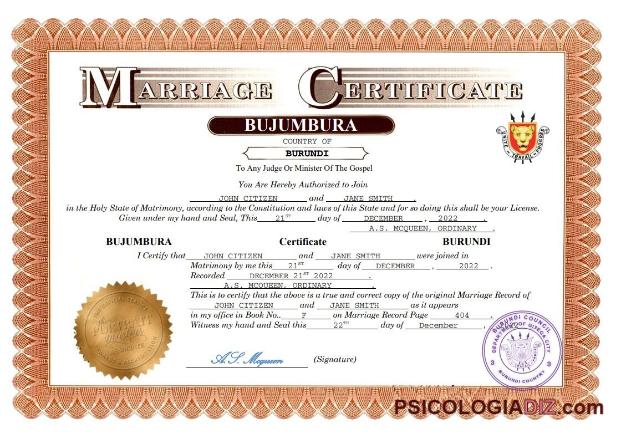 MARRIAGE CERTIFICATE
BUJUMBURA
COUNTRY OF
BURUNDI
To Any Judge Or Minister Of The Gospel
You Are Hereby Authorized to Join
JOHN CITIZEN and JANE SMITH
in the Holy State of Matrimony, according to the Constitution and laws of this State and for so doing this shall be your License.
Given under my hand and Seal, This 21ST day of DECEMBER , 2022 .
A.S. MCQUEEN, ORDINARY .
BUJUMBURA Certificate BURUNDI
I Certify that JOHN CITIZEN and JANE SMITH were joined in
Matrimony by me this 21ST day of DECEMBER , 2022 .
Recorded DECEMBER 21ST 2022 .
A.S. MCQUEEN, ORDINARY .
This is to certify that the above is a true and correct copy of the original Marriage Record of
JOHN CITIZEN and JANE SMITH as it appears
in my office in Book No.. F on Marriage Record Page 404 .
Witness my hand and Seal this 22TH day of December ,
A.S. Mcqueen (Signature)
UNITE TRAVAIL PROGRES
BURUNDI COUNCIL
BURUNDI COUNTRY
PSICOLOGIADIZ.com